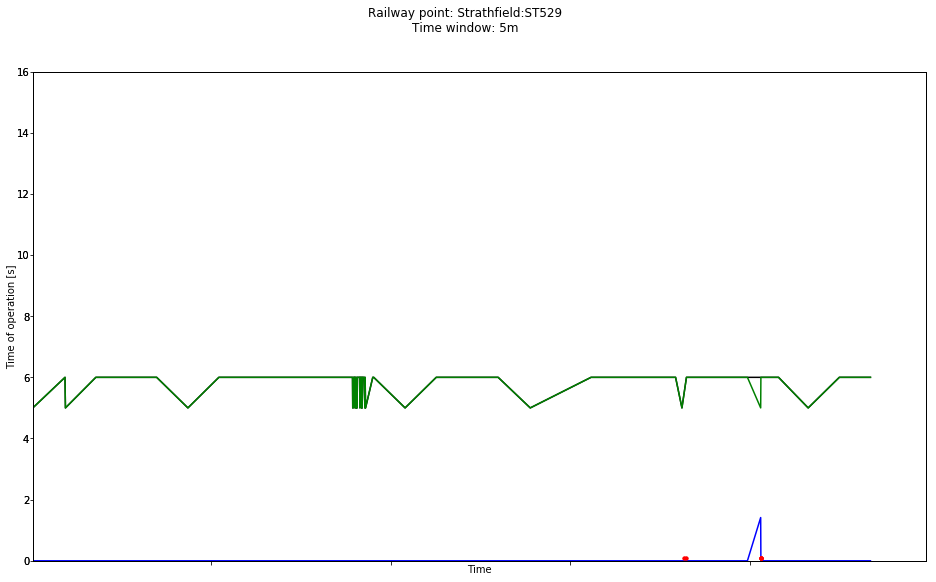 Railway point: Strathfield:ST529
Time window: 5m
16
14
12
10
8
6
4
2
0
Time of operation [s]
Time